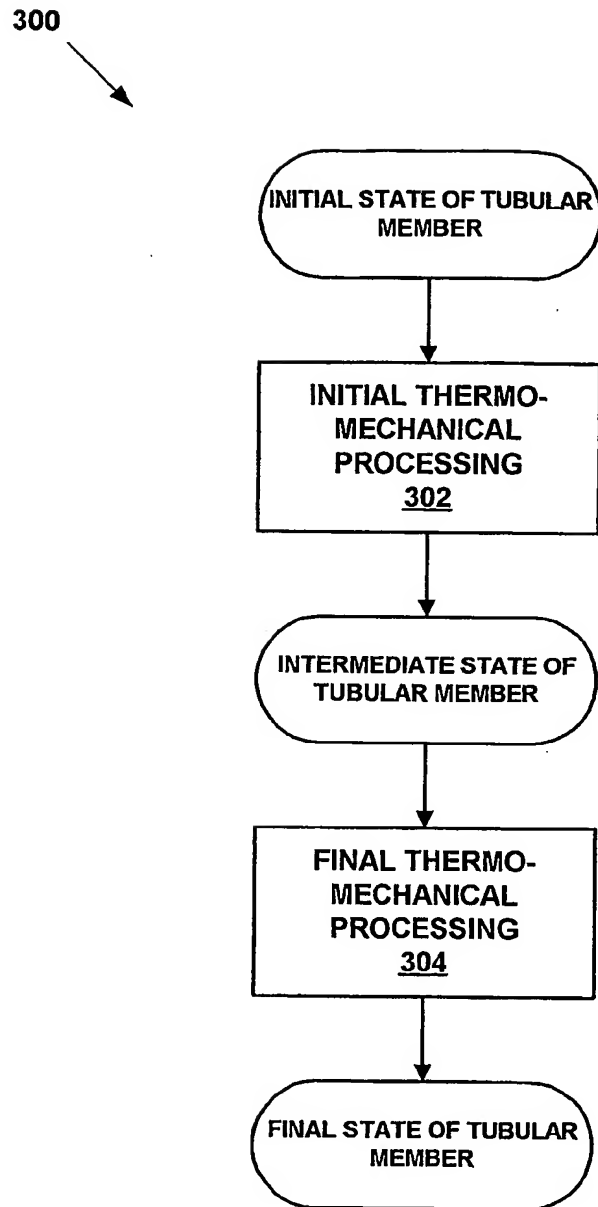 300
INITIAL STATE OF TUBULAR
MEMBER
INITIAL THERMO-
MECHANICAL
PROCESSING
302
INTERMEDIATE STATE OF
TUBULAR MEMBER
FINAL THERMO-
MECHANICAL
PROCESSING
304
FINAL STATE OF TUBULAR
MEMBER